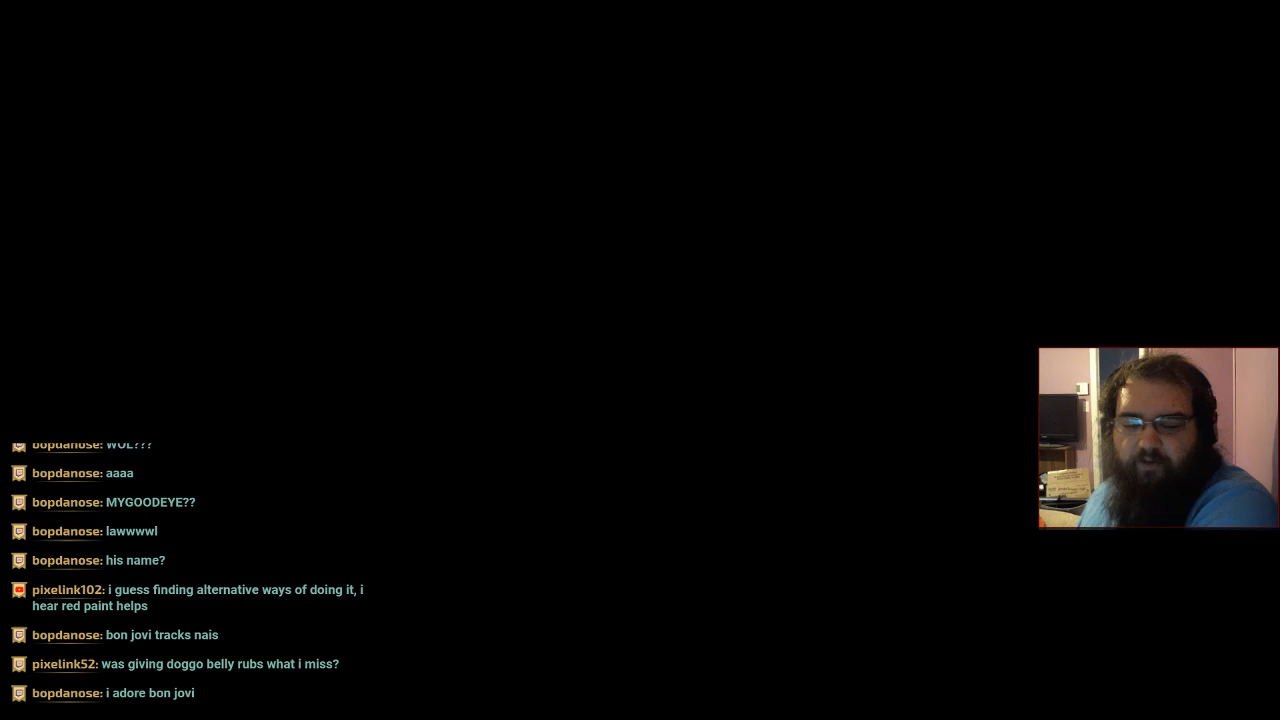 bopdanose: WOL???
bopdanose: aaaa
bopdanose: MYGOODEYE??
bopdanose: lawwwwl
bopdanose: his name?
pixelink102: i guess finding alternative ways of doing it, i
hear red paint helps
bopdanose: bon jovi tracks nais
pixelink52: was giving doggo belly rubs what i miss?
bopdanose: i adore bon jovi